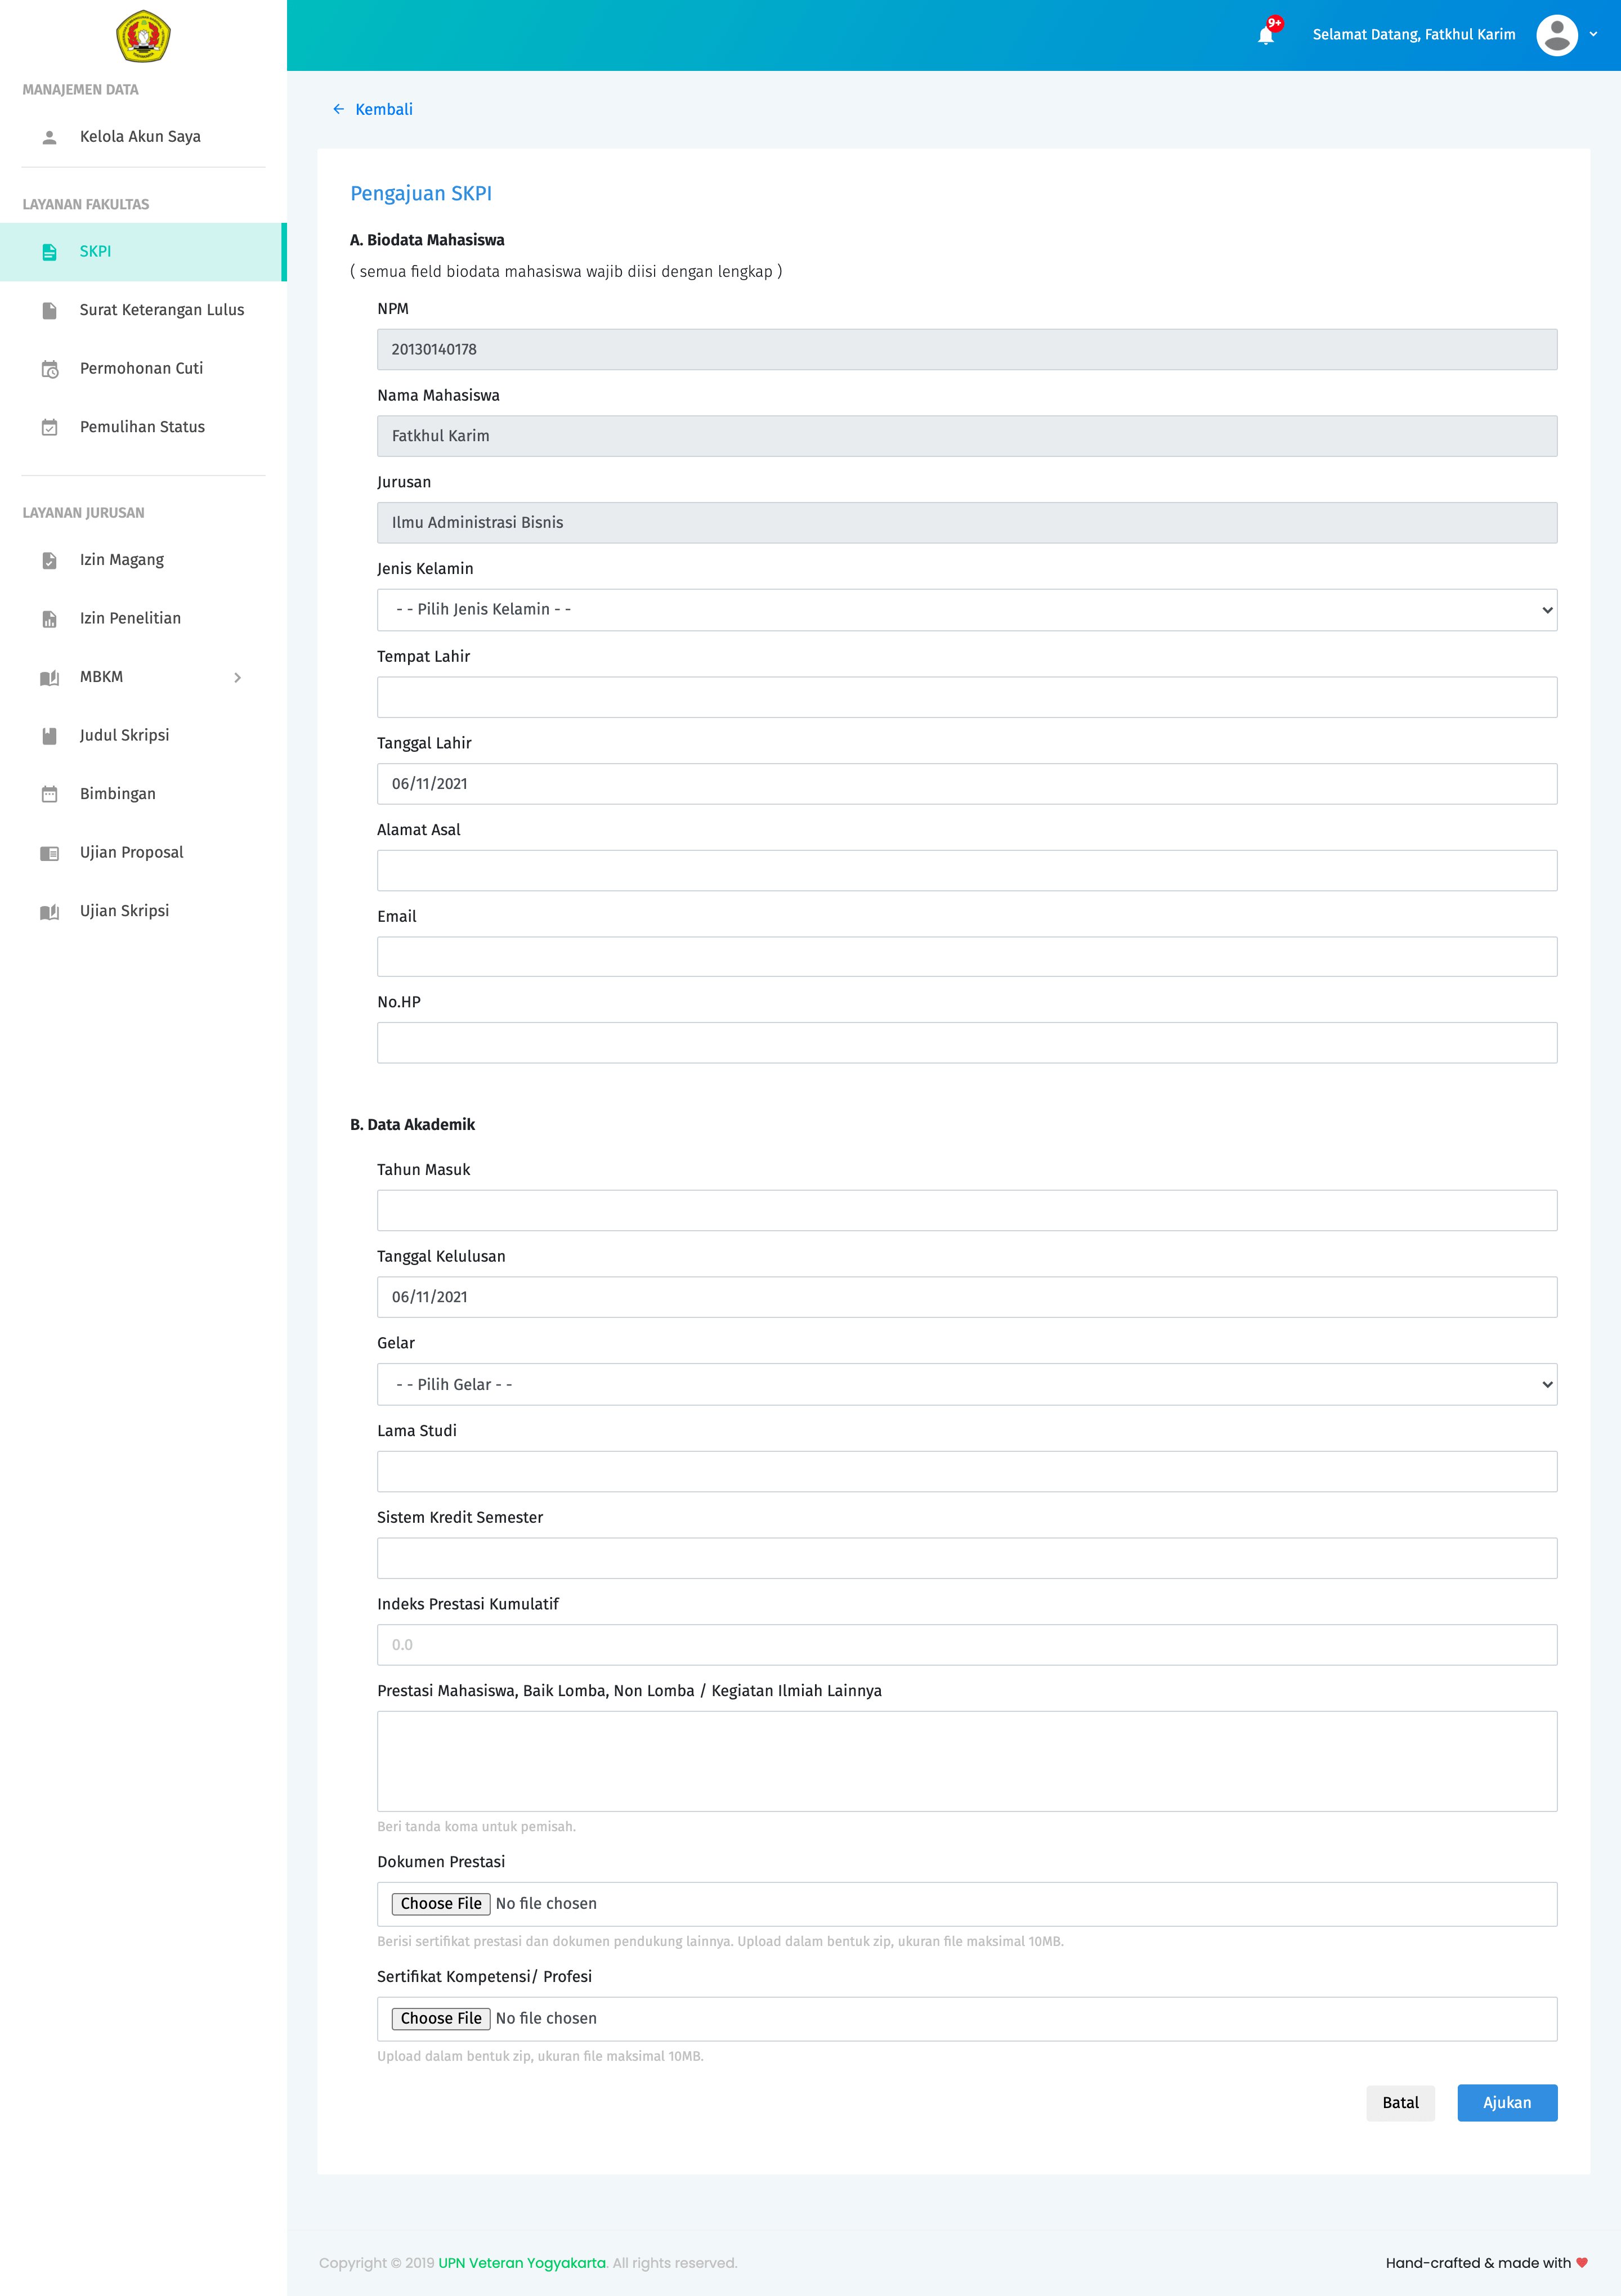 9+
Selamat Datang, Fatkhul Karim
MANAJEMEN DATA
Kelola Akun Saya
LAYANAN FAKULTAS
SKPI
Surat Keterangan Lulus
Permohonan Cuti
Pemulihan Status
LAYANAN JURUSAN
Izin Magang
Izin Penelitian
MBKM
Judul Skripsi
Bimbingan
Ujian Proposal
Ujian Skripsi
Kembali
Pengajuan SKPI
A. Biodata Mahasiswa
( semua field biodata mahasiswa wajib diisi dengan lengkap )
NPM
20130140178
Nama Mahasiswa
Fatkhul Karim
Jurusan
Ilmu Administrasi Bisnis
Jenis Kelamin
- - Pilih Jenis Kelamin - -
Tempat Lahir
Tanggal Lahir
06/11/2021
Alamat Asal
Email
No.HP
B. Data Akademik
Tahun Masuk
Tanggal Kelulusan
06/11/2021
Gelar
- - Pilih Gelar - -
Lama Studi
Sistem Kredit Semester
Indeks Prestasi Kumulatif
0.0
Prestasi Mahasiswa, Baik Lomba, Non Lomba / Kegiatan Ilmiah Lainnya
Beri tanda koma untuk pemisah.
Dokumen Prestasi
Choose File No file chosen
Berisi sertifikat prestasi dan dokumen pendukung lainnya. Upload dalam bentuk zip, ukuran file maksimal 10MB.
Sertifikat Kompetensi/ Profesi
Choose File No file chosen
Upload dalam bentuk zip, ukuran file maksimal 10MB.
Batal
Ajukan
Copyright © 2019 UPN Veteran Yogyakarta. All rights reserved.
Hand-crafted & made with ❤